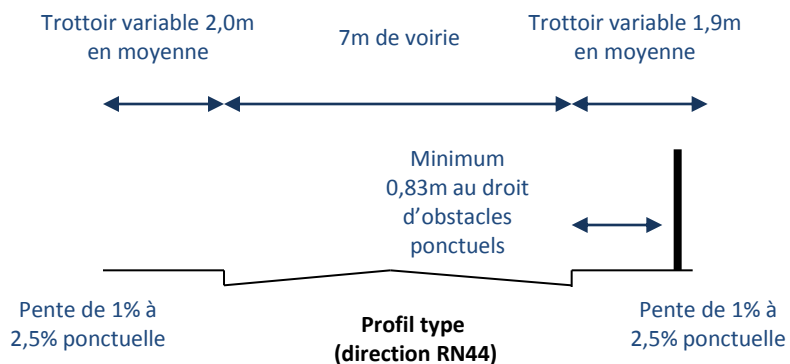 Trottoir variable 2,0m
en moyenne
7m de voirie
Trottoir variable 1,9m
en moyenne
Minimum
0,83m au droit
d’obstacles
ponctuels
Pente de 1% à
2,5% ponctuelle
Profil type
(direction RN44)
Pente de 1% à
2,5% ponctuelle